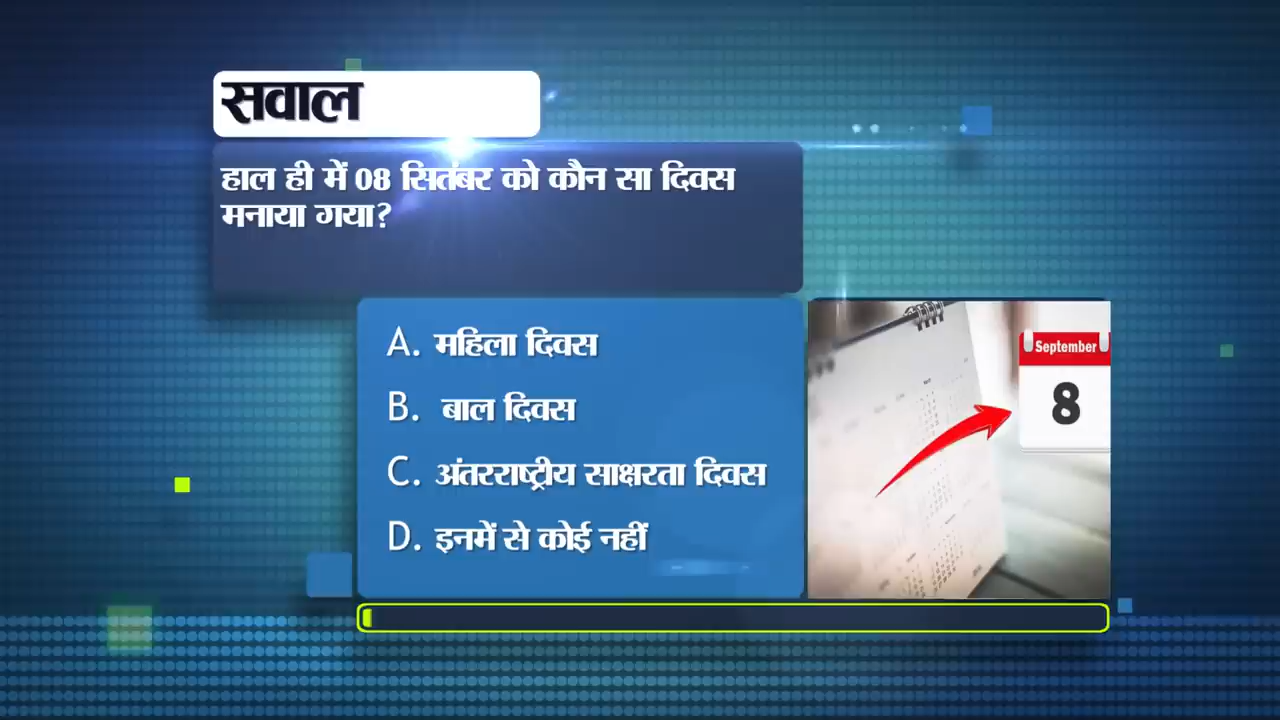 सवाल
हाल ही में 08 सितंबर को कौन सा दिवस
मनाया गया?
A. महिला दिवस
B. बाल दिवस
C. अंतरराष्ट्रीय साक्षरता दिवस
D. इनमें से कोई नहीं
September
8